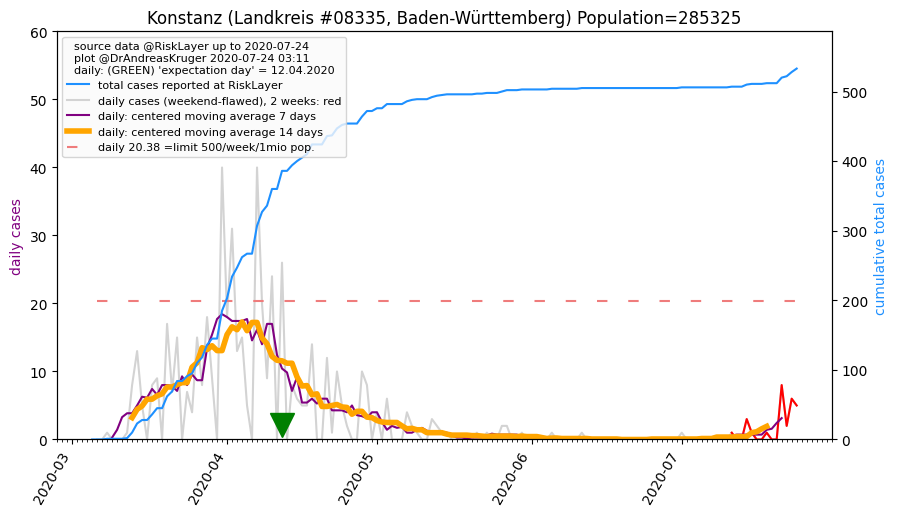 Konstanz (Landkreis #08335, Baden-Württemberg) Population=285325
source data @RiskLayer up to 2020-07-24
plot @DrAndreasKruger 2020-07-24 03:11
daily: (GREEN) 'expectation day' = 12.04.2020
total cases reported at RiskLayer
daily cases (weekend-flawed), 2 weeks: red
daily: centered moving average 7 days
daily: centered moving average 14 days
daily 20.38 =limit 500/week/1mio pop.
daily cases
60
50
40
30
20
10
0
500
400
300
200
100
0
cumulative total cases
2020-03
2020-04
2020-05
2020-06
2020-07